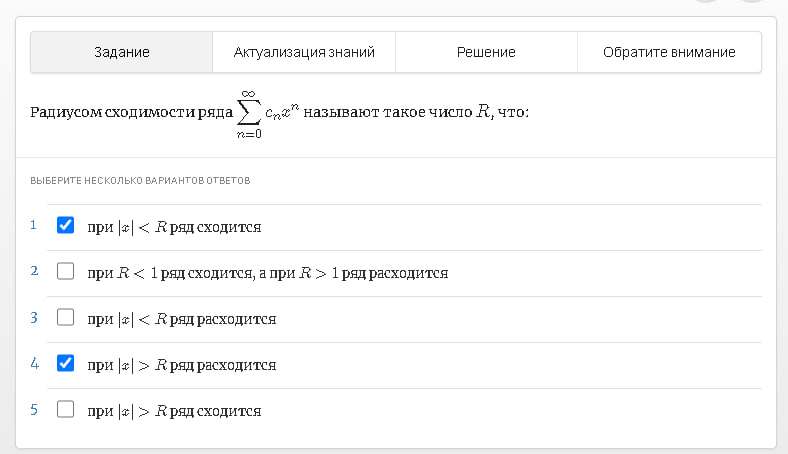 Задание Актуализация знаний Решение Обратите внимание
Радиусом сходимости ряда \sum_{n=0}^{\infty} c_n x^n называют такое число R, что:
ВЫБЕРИТЕ НЕСКОЛЬКО ВАРИАНТОВ ОТВЕТОВ
1 при |x| < R ряд сходится
2 при R < 1 ряд сходится, а при R > 1 ряд расходится
3 при |x| < R ряд расходится
4 при |x| > R ряд расходится
5 при |x| > R ряд сходится